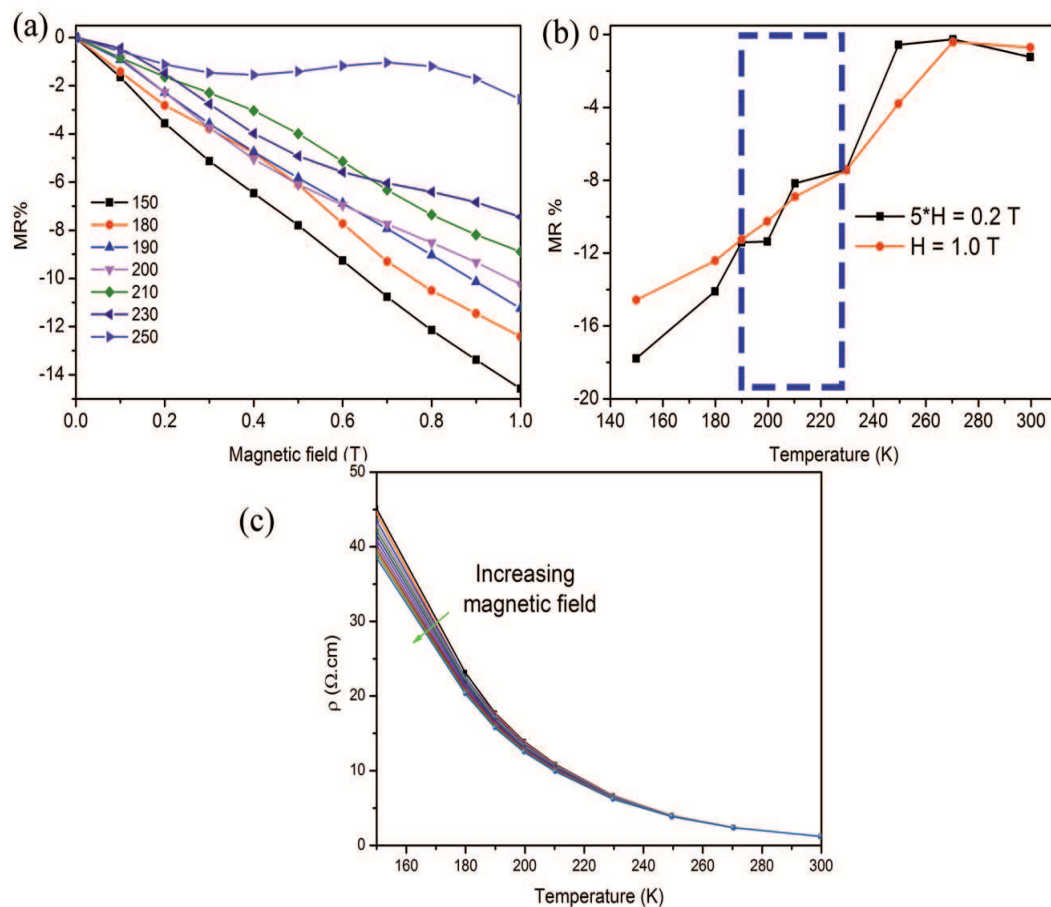 (a)
MR%
0
-2
-4
-6
-8
-10
-12
-14
150
180
190
200
210
230
250
0.0 0.2 0.4 0.6 0.8 1.0
Magnetic field (T)
(b)
MR %
0
-4
-8
-12
-16
-20
5*H = 0.2 T
H = 1.0 T
140 160 180 200 220 240 260 280 300
Temperature (K)
(c)
ρ (Ω.cm)
50
40
30
20
10
0
Increasing
magnetic field
160 180 200 220 240 260 280 300
Temperature (K)